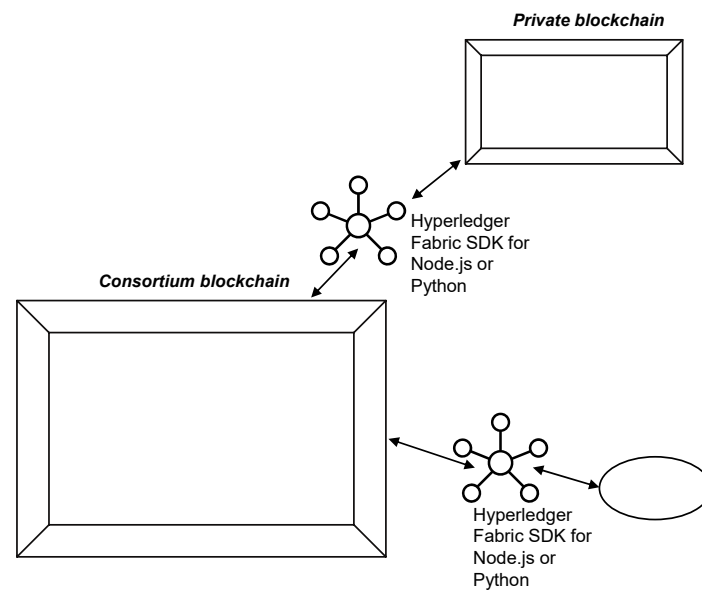 Private blockchain
Hyperledger
Fabric SDK for
Node.js or
Python
Consortium blockchain
Hyperledger
Fabric SDK for
Node.js or
Python